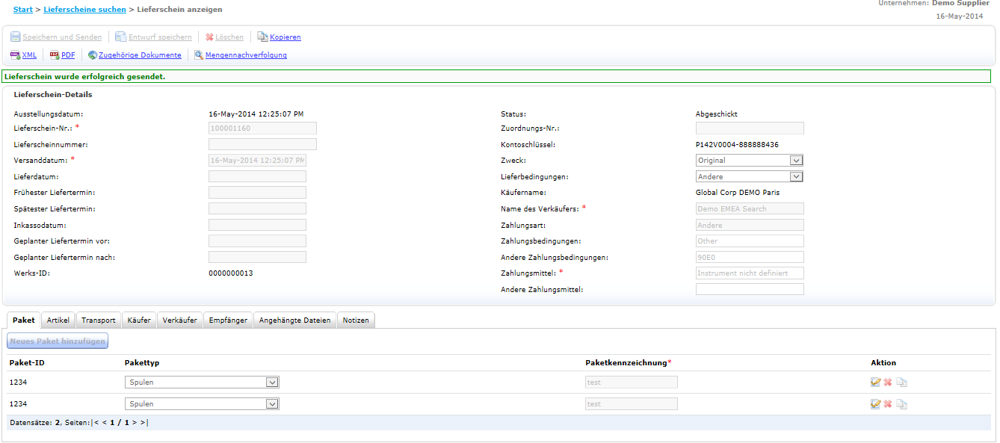 Start > Lieferscheine suchen > Lieferschein anzeigen
Unternehmen: Demo Supplier
16-May-2014
Speichern und Senden Entwurf speichern Löschen Kopieren
XML PDF Zugehörige Dokumente Mengennachverfolgung
Lieferschein wurde erfolgreich gesendet.
Lieferschein-Details
Ausstellungsdatum: 16-May-2014 12:25:07 PM
Lieferschein-Nr.: * 100001160
Lieferscheinnummer:
Versanddatum: * 16-May-2014 12:25:07 PM
Lieferdatum:
Frühester Liefertermin:
Spätester Liefertermin:
Inkassodatum:
Geplanter Liefertermin vor:
Geplanter Liefertermin nach:
Werks-ID: 0000000013
Status: Abgeschickt
Zuordnungs-Nr.:
Kontoschlüssel: P142V0004-888888436
Zweck: Original
Lieferbedingungen: Andere
Käufername: Global Corp DEMO Paris
Name des Verkäufers: * Demo EMEA Search
Zahlungsart: Andere
Zahlungsbedingungen: Other
Andere Zahlungsbedingungen: 90E0
Zahlungsmittel: * Instrument nicht definiert
Andere Zahlungsmittel:
Paket Artikel Transport Käufer Verkäufer Empfänger Angehängte Dateien Notizen
Neues Paket hinzufügen
Paket-ID Pakettyp Paketkennzeichnung* Aktion
1234 Spulen test
1234 Spulen test
Datensätze: 2, Seiten:|< < 1 / 1 > >|